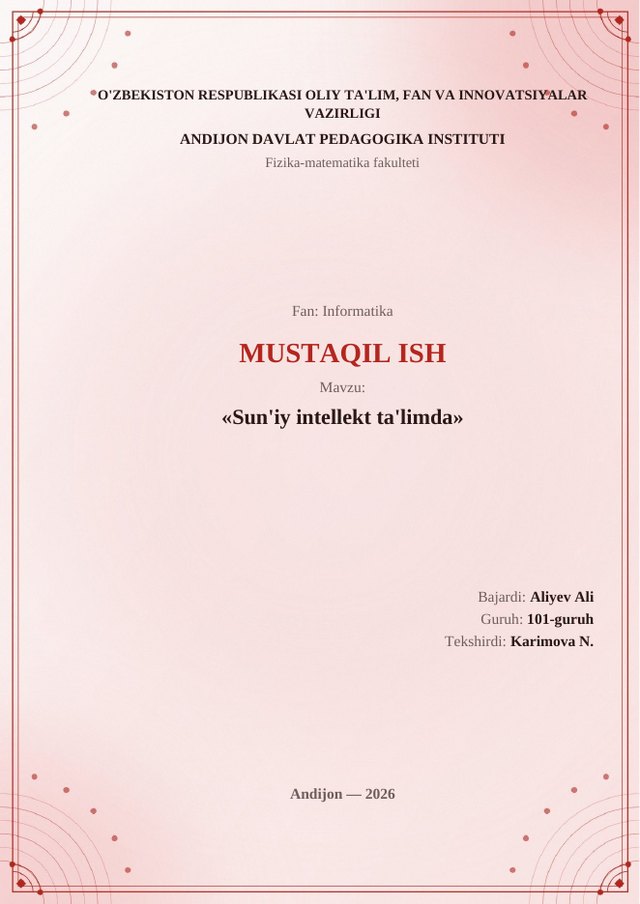 O'ZBEKISTON RESPUBLIKASI OLIY TA'LIM, FAN VA INNOVATSIYALAR
VAZIRLIGI
ANDIJON DAVLAT PEDAGOGIKA INSTITUTI
Fizika-matematika fakulteti
Fan: Informatika
MUSTAQIL ISH
Mavzu:
«Sun'iy intellekt ta'limda»
Bajardi: Aliyev Ali
Guruh: 101-guruh
Tekshirdi: Karimova N.
Andijon — 2026